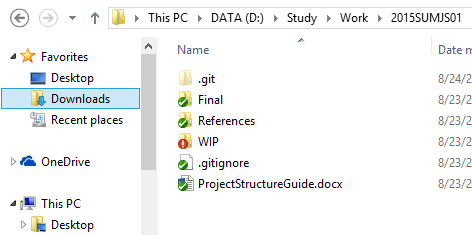 This PC DATA (D:) Study Work 2015SUMJS01
Favorites
Desktop
Downloads
Recent places
OneDrive
This PC
Desktop
Name
.git 8/24/2
Final 8/23/2
References 8/23/2
WIP 8/23/2
.gitignore 8/23/2
ProjectStructureGuide.docx 8/23/2